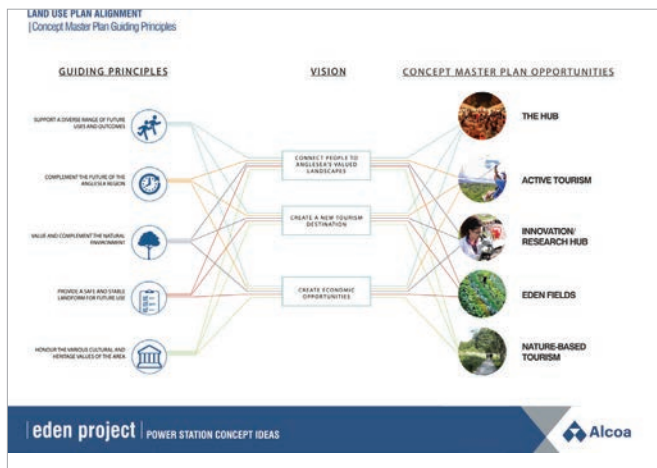 LAND USE PLAN ALIGNMENT
| Concept Master Plan Guiding Principles
GUIDING PRINCIPLES
VISION
CONCEPT MASTER PLAN OPPORTUNITIES
SUPPORT A DIVERSE RANGE OF FUTURE
USES AND OUTCOMES
COMPLEMENT THE FUTURE OF THE
ANGLESEA REGION
VALUE AND COMPLEMENT THE NATURAL
ENVIRONMENT
PROVIDE A SAFE AND STABLE
LANDFORM FOR FUTURE USE
HONOUR THE VARIOUS CULTURAL AND
HERITAGE VALUES OF THE AREA
CONNECT PEOPLE TO
ANGLESEA'S VALUED
LANDSCAPES
CREATE A NEW TOURISM
DESTINATION
CREATE ECONOMIC
OPPORTUNITIES
THE HUB
ACTIVE TOURISM
INNOVATION/
RESEARCH HUB
EDEN FIELDS
NATURE-BASED
TOURISM
| eden project | POWER STATION CONCEPT IDEAS
Alcoa